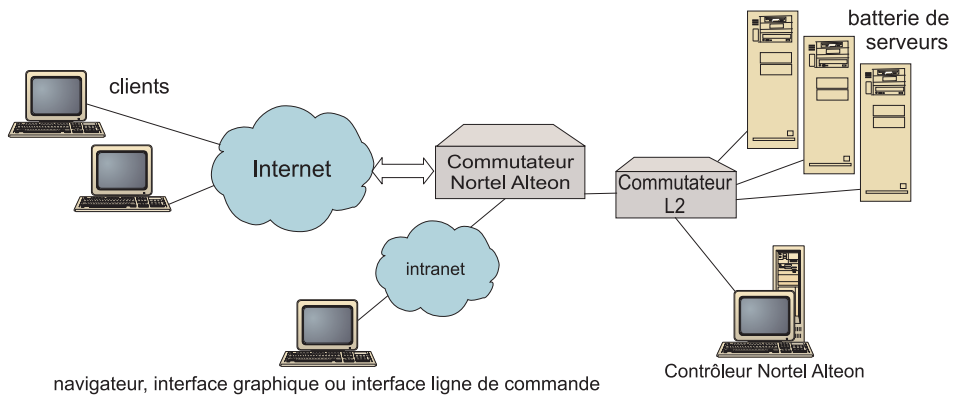 batterie de
serveurs
clients
Internet
Commutateur
Nortel Alteon
Commutateur
L2
intranet
Contrôleur Nortel Alteon
navigateur, interface graphique ou interface ligne de commande